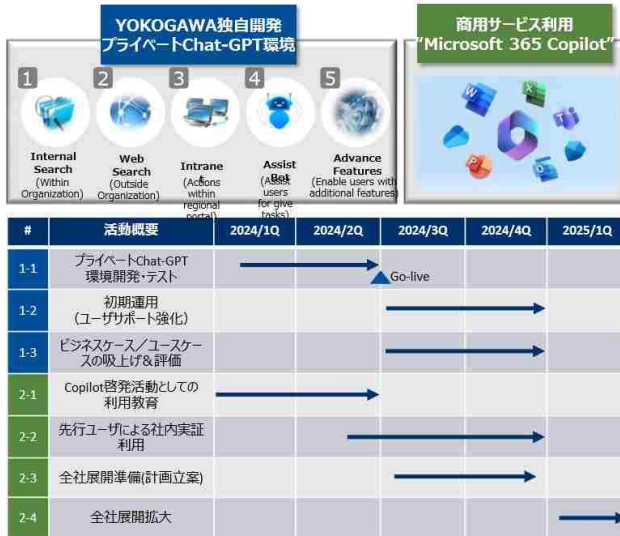 YOKOGAWA独自開発
プライベートChat-GPT環境
商用サービス利用
"Microsoft 365 Copilot"
1
2
3
4
5
Internal
Search
(Within
Organization)
Web
Search
(Outside
Organization)
Intrane
t
(Actions
within
regional
portal)
Assist
Bot
(Assist
users
for give
tasks)
Advance
Features
(Enable users with
additional features)
# 活動概要 2024/1Q 2024/2Q 2024/3Q 2024/4Q 2025/1Q
1-1 プライベートChat-GPT
環境開発・テスト
Go-live
1-2 初期運用
(ユーザサポート強化)
1-3 ビジネスケース/ユースケー
スの吸上げ&評価
2-1 Copilot啓発活動としての
利用教育
2-2 先行ユーザによる社内実証
利用
2-3 全社展開準備(計画立案)
2-4 全社展開拡大